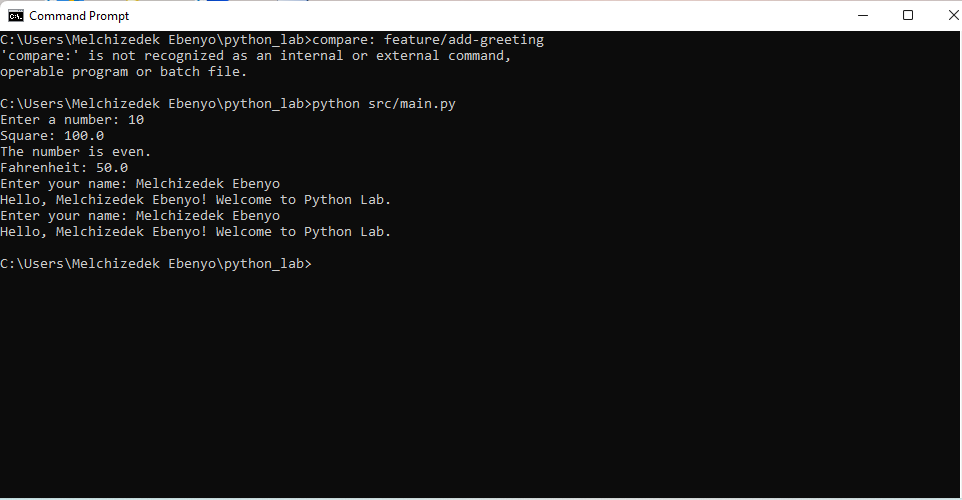 Command Prompt
C:\Users\Melchizedek Ebenyo\python_lab>compare: feature/add-greeting
'compare:' is not recognized as an internal or external command,
operable program or batch file.
C:\Users\Melchizedek Ebenyo\python_lab>python src/main.py
Enter a number: 10
Square: 100.0
The number is even.
Fahrenheit: 50.0
Enter your name: Melchizedek Ebenyo
Hello, Melchizedek Ebenyo! Welcome to Python Lab.
Enter your name: Melchizedek Ebenyo
Hello, Melchizedek Ebenyo! Welcome to Python Lab.
C:\Users\Melchizedek Ebenyo\python_lab>